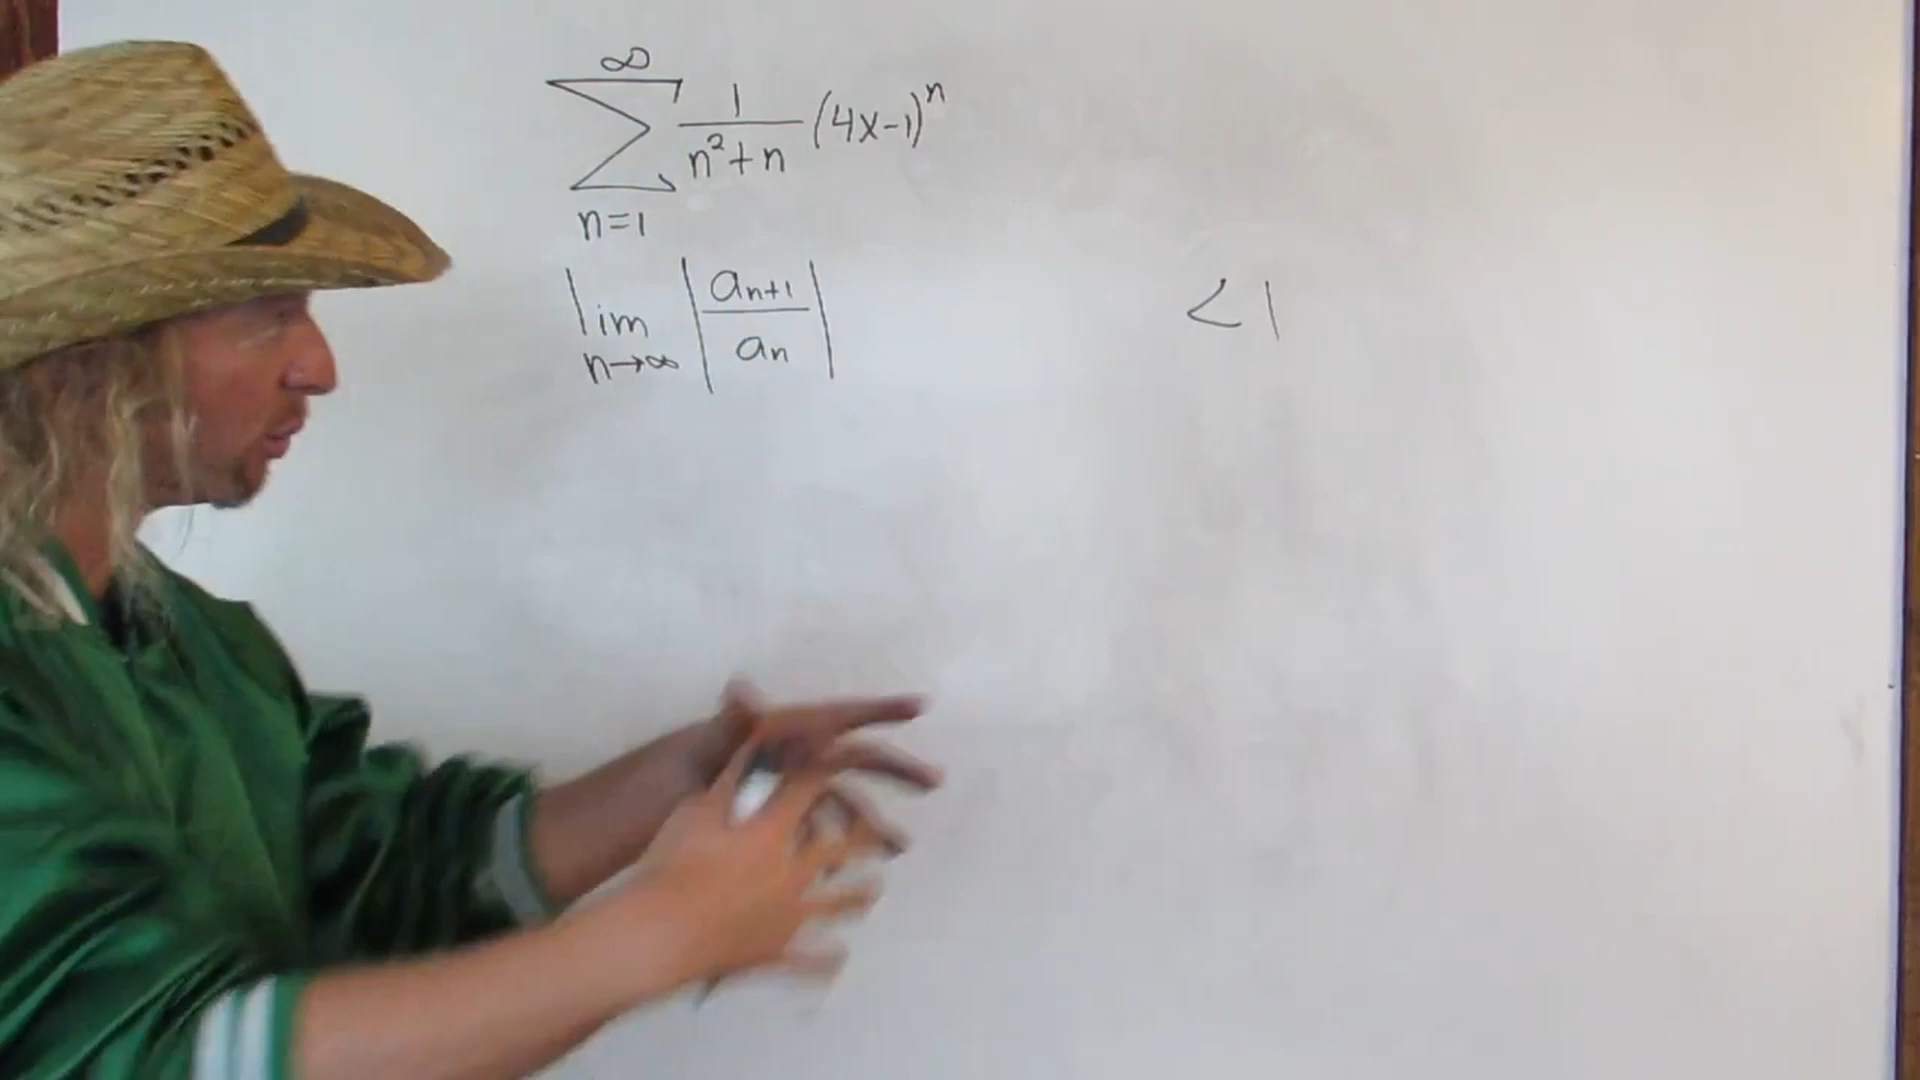 ∞
∑ 1/(n²+n) (4x-1)ⁿ
n=1
lim |aₙ₊₁/aₙ| <1
n→∞